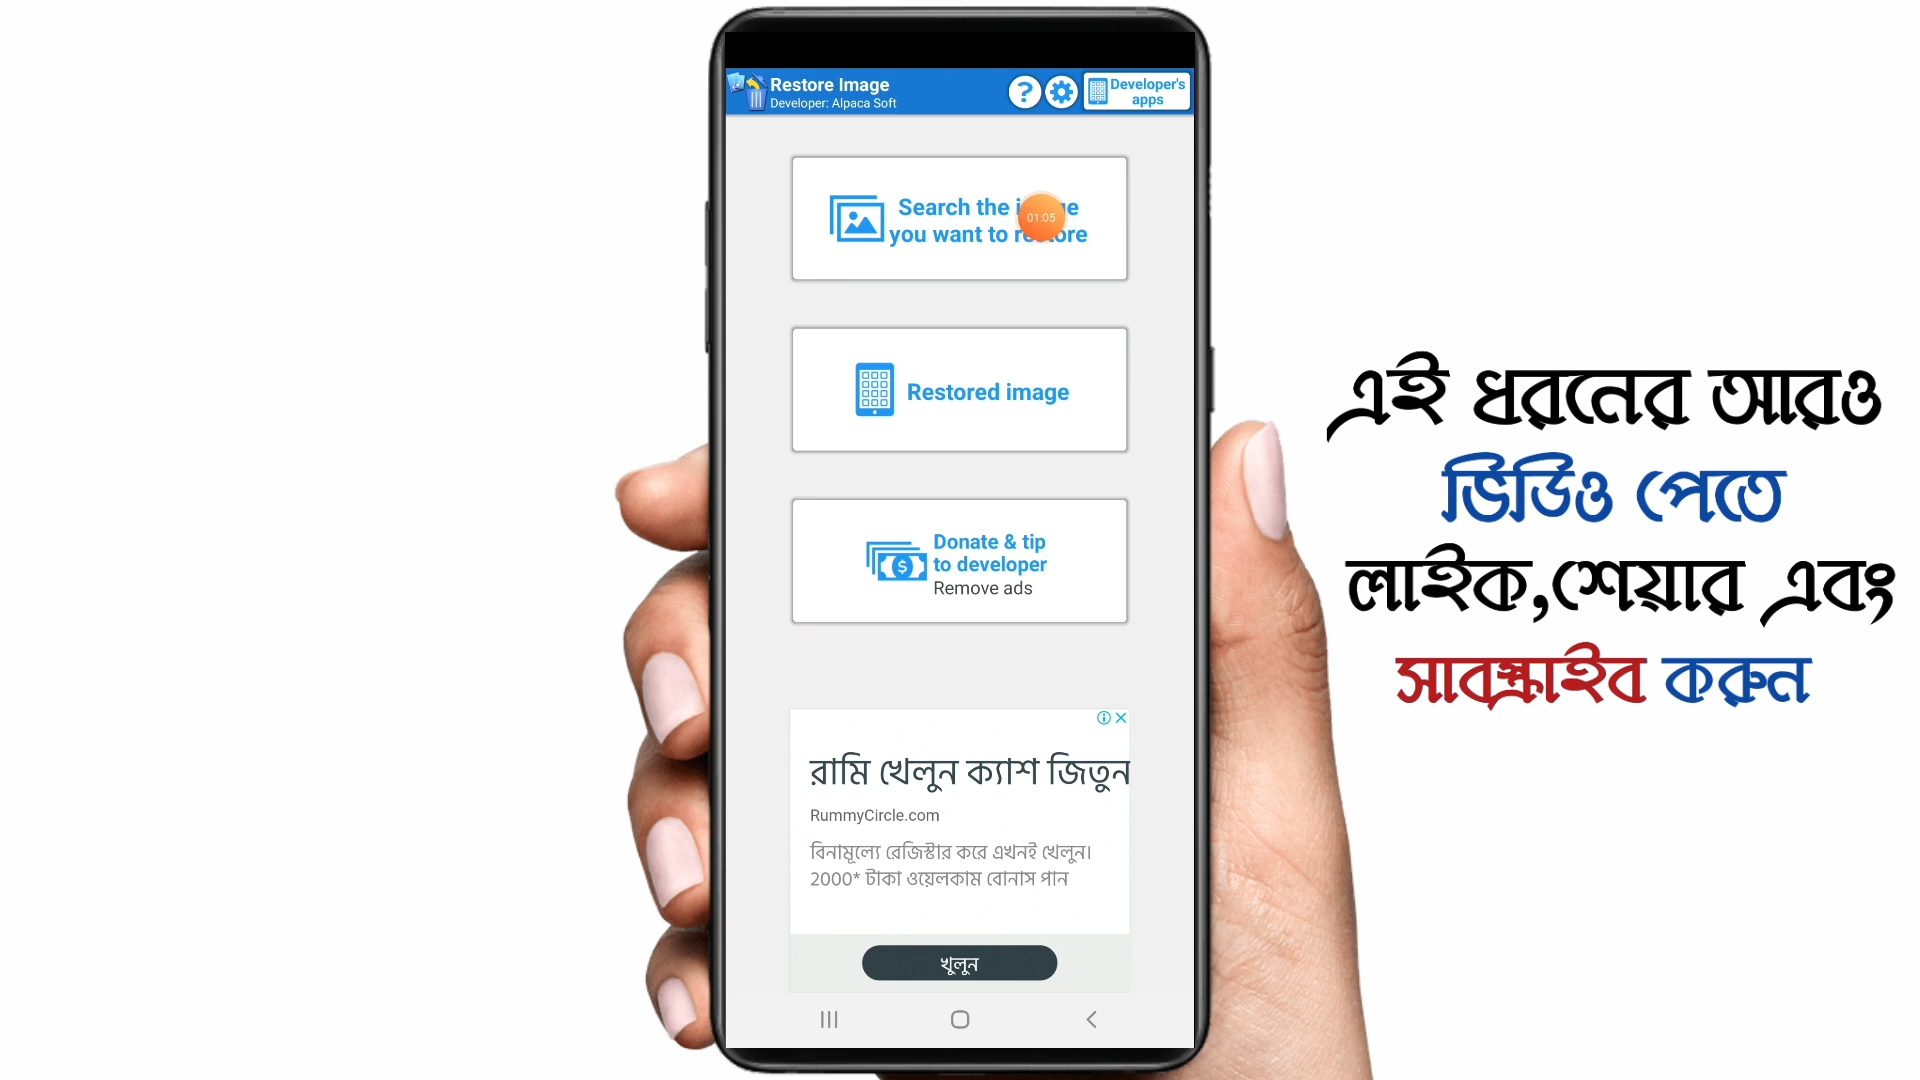 Restore Image
Developer: Alpaca Soft
?
Developer's
apps
Search the
you want to restore
01:05
Restored image
Donate & tip
to developer
Remove ads
রামি খেলুন ক্যাশ জিতুন
RummyCircle.com
বিনামূল্যে রেজিস্টার করে এখনই খেলুন।
2000* টাকা ওয়েলকাম বোনাস পান
খুলুন
এই ধরনের আরও
ভিডিও পেতে
লাইক,শেয়ার এবং
সাবস্ক্রাইব করুন